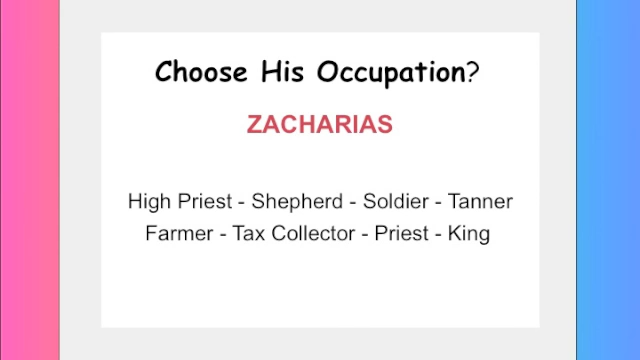 Choose His Occupation?
ZACHARIAS
High Priest - Shepherd - Soldier - Tanner
Farmer - Tax Collector - Priest - King